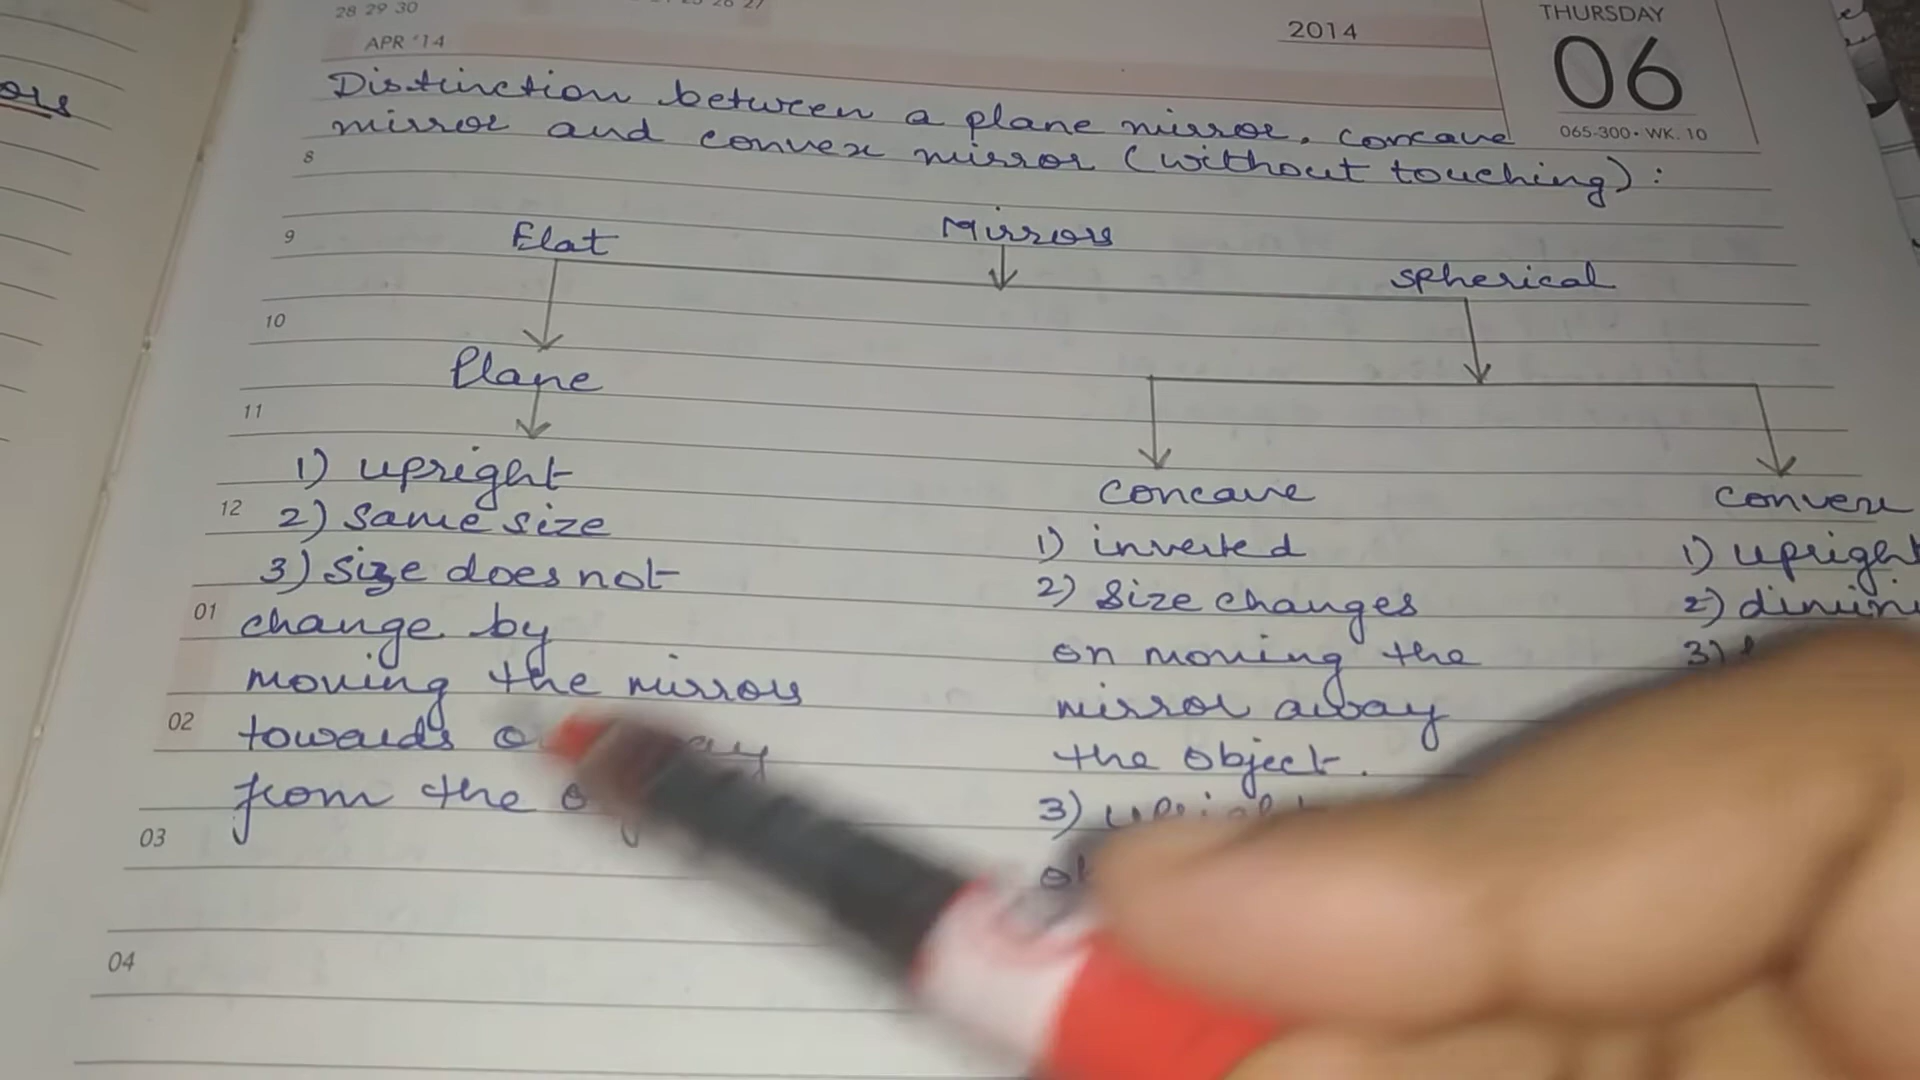 28 29 30
APR '14
2014
THURSDAY
06
065-300 • WK. 10
Distinction between a plane mirror, concave
mirror and convex mirror (without touching):
8
9
Flat
Mirrors
spherical
10
Plane
11
1) upright
2) same size
3) Size does not
change by
moving the mirrors
towards
from the
12
01
02
03
04
concave
1) inverted
2) Size changes
on moving the
mirror away
the object.
3)
convex
1) upright
2)
3)